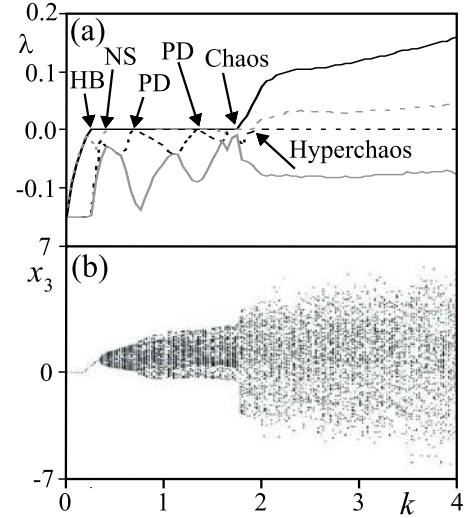 0.2
(a)
λ
NS
PD
Chaos
HB
PD
0.1
0.0
Hyperchaos
-0.1
7
(b)
x3
0
-7
0
1
2
3
k
4